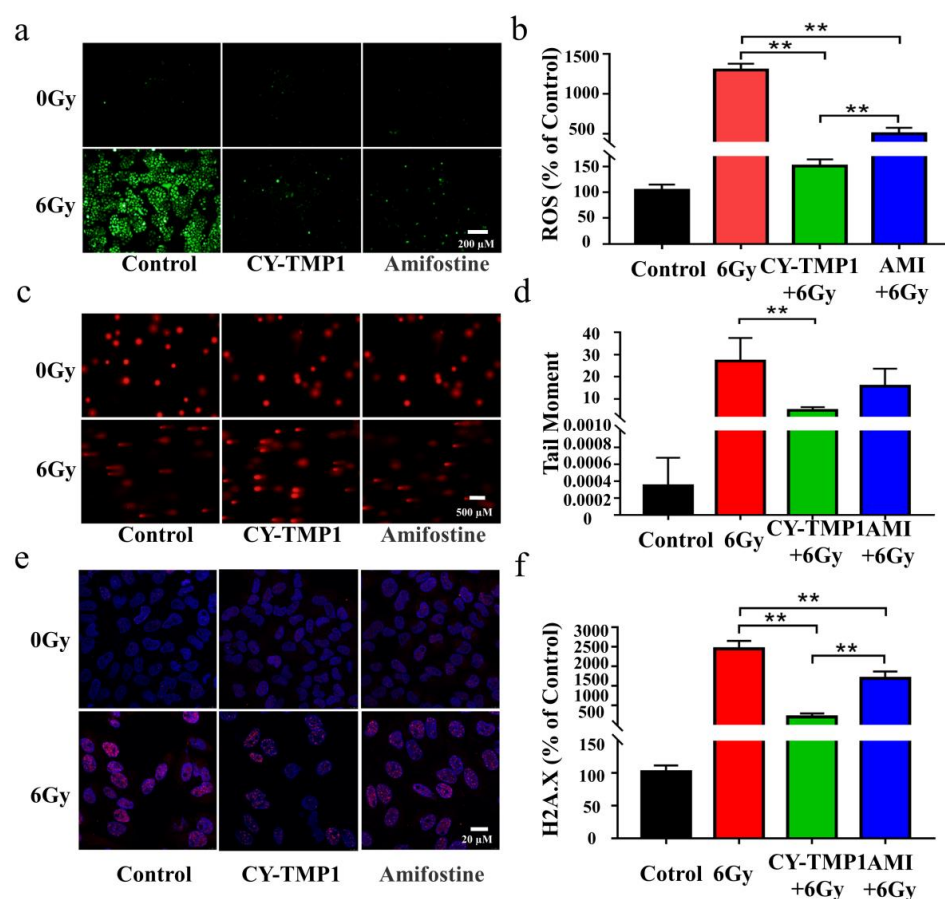 a
0Gy
6Gy
200 µM
Control CY-TMP1 Amifostine
b
ROS (% of Control)
1500
1000
500
150
100
50
0
**
**
**
Control 6Gy CY-TMP1 AMI
+6Gy +6Gy
c
0Gy
6Gy
500 µM
Control CY-TMP1 Amifostine
d
Tail Moment
40
30
20
10
0.0010
0.0008
0.0006
0.0004
0.0002
0
**
Control 6Gy CY-TMP1 AMI
+6Gy +6Gy
e
0Gy
6Gy
20 µM
Control CY-TMP1 Amifostine
f
H2A.X (% of Control)
3000
2500
2000
1500
1000
500
150
100
50
0
**
**
**
Cotrol 6Gy CY-TMP1 AMI
+6Gy +6Gy